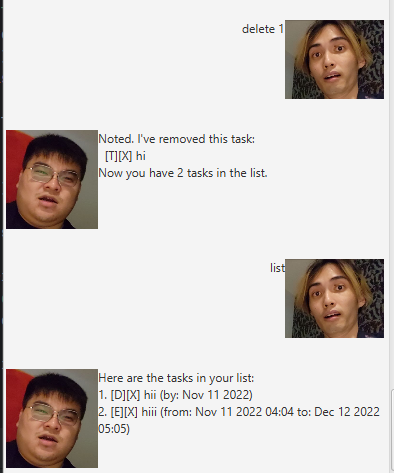 delete 1
Noted. I've removed this task:
[T][X] hi
Now you have 2 tasks in the list.
list
Here are the tasks in your list:
1. [D][X] hii (by: Nov 11 2022)
2. [E][X] hiii (from: Nov 11 2022 04:04 to: Dec 12 2022
05:05)